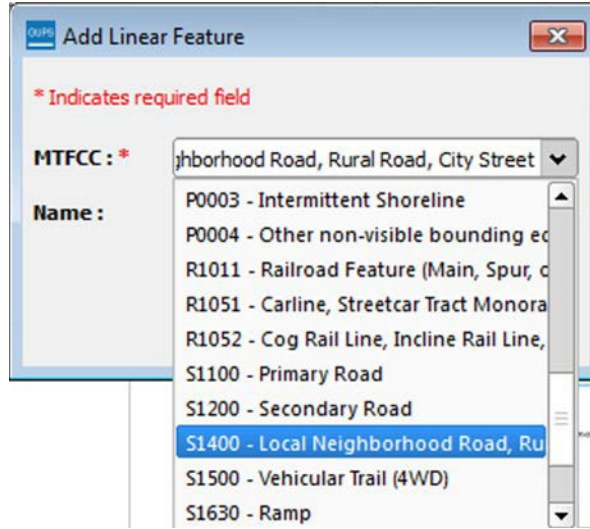 GUPS Add Linear Feature
* Indicates required field
MTFCC : * ghborhood Road, Rural Road, City Street
Name :
P0003 - Intermittent Shoreline
P0004 - Other non-visible bounding ec
R1011 - Railroad Feature (Main, Spur, o
R1051 - Carline, Streetcar Tract Monora
R1052 - Cog Rail Line, Incline Rail Line,
S1100 - Primary Road
S1200 - Secondary Road
S1400 - Local Neighborhood Road, Ru
S1500 - Vehicular Trail (4WD)
S1630 - Ramp